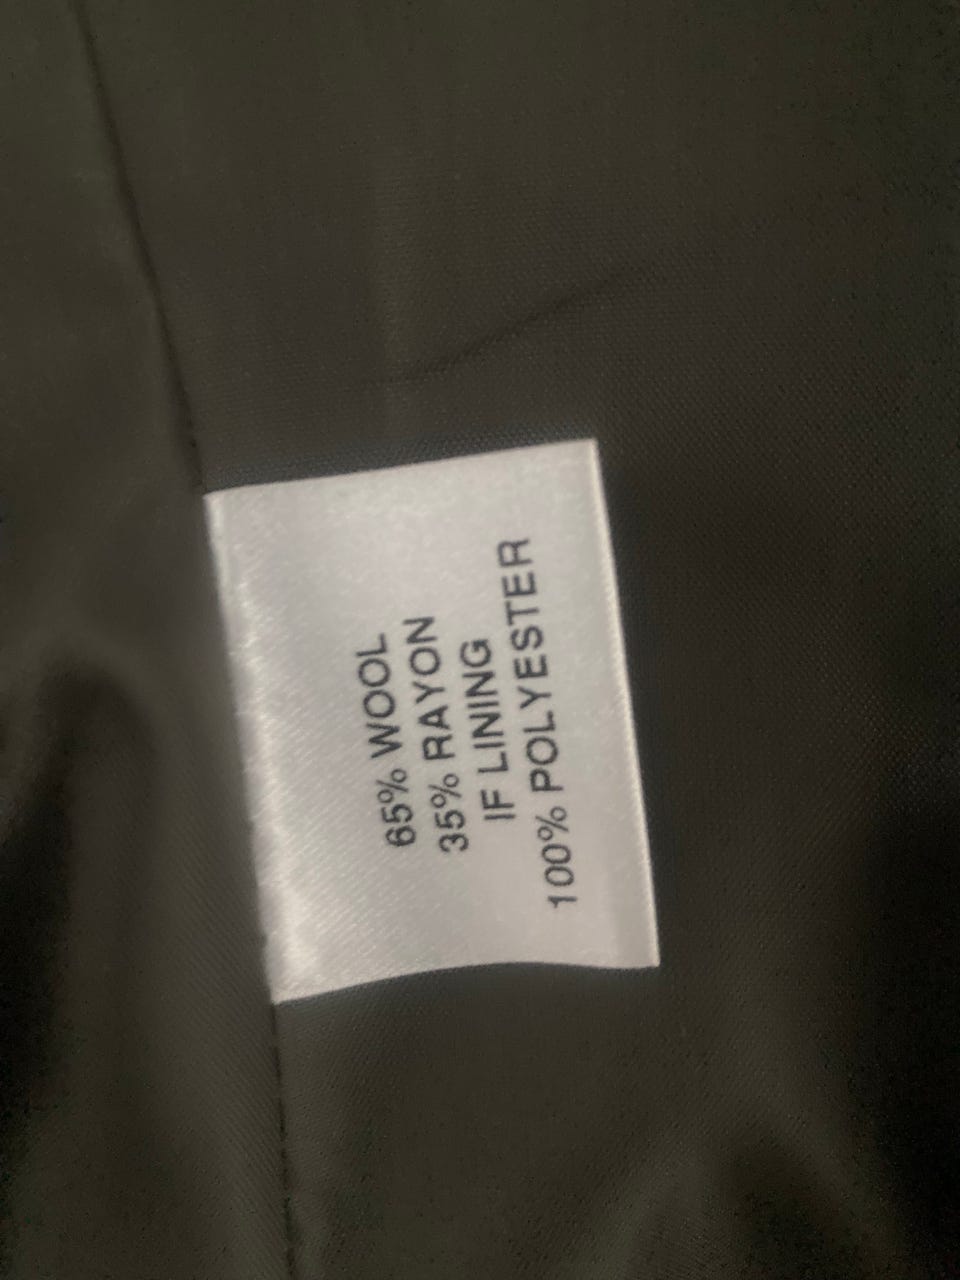 65% WOOL
35% RAYON
IF LINING
100% POLYESTER